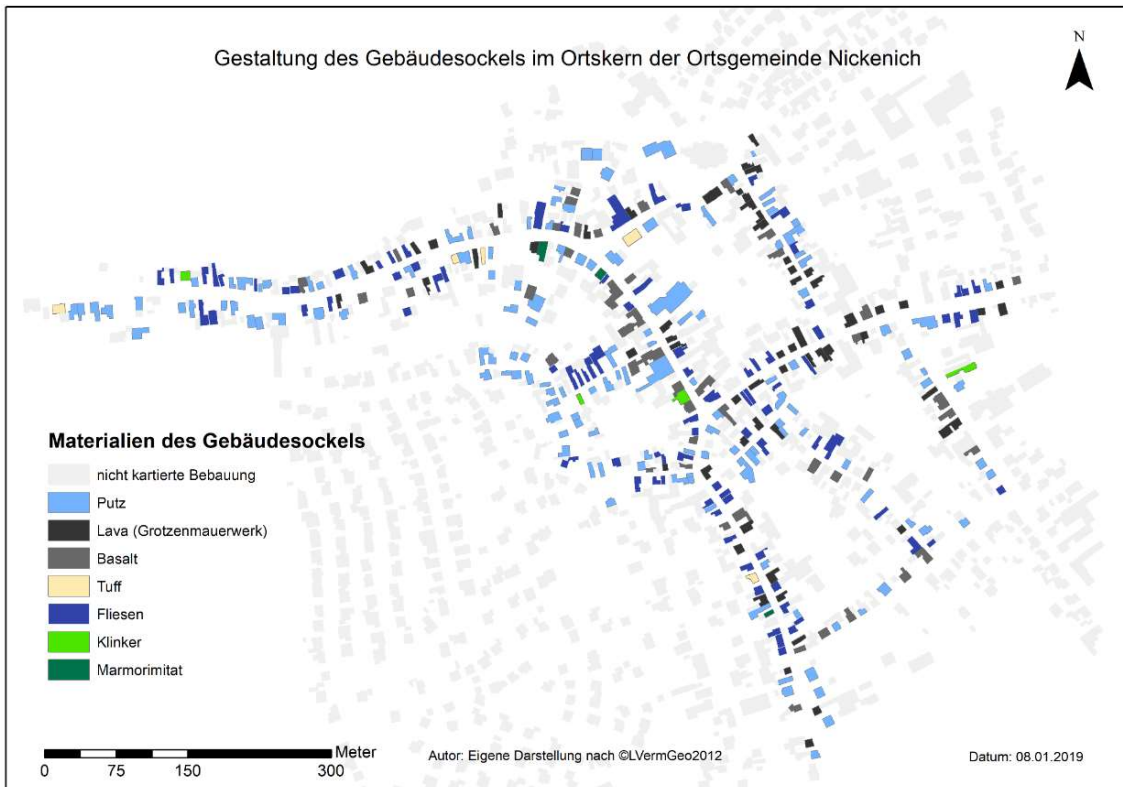 Gestaltung des Gebäudesockels im Ortskern der Ortsgemeinde Nickenich
N
Materialien des Gebäudesockels
nicht kartierte Bebauung
Putz
Lava (Grotzenmauerwerk)
Basalt
Tuff
Fliesen
Klinker
Marmorimitat
Meter
0 75 150 300
Autor: Eigene Darstellung nach ©LVermGeo2012
Datum: 08.01.2019